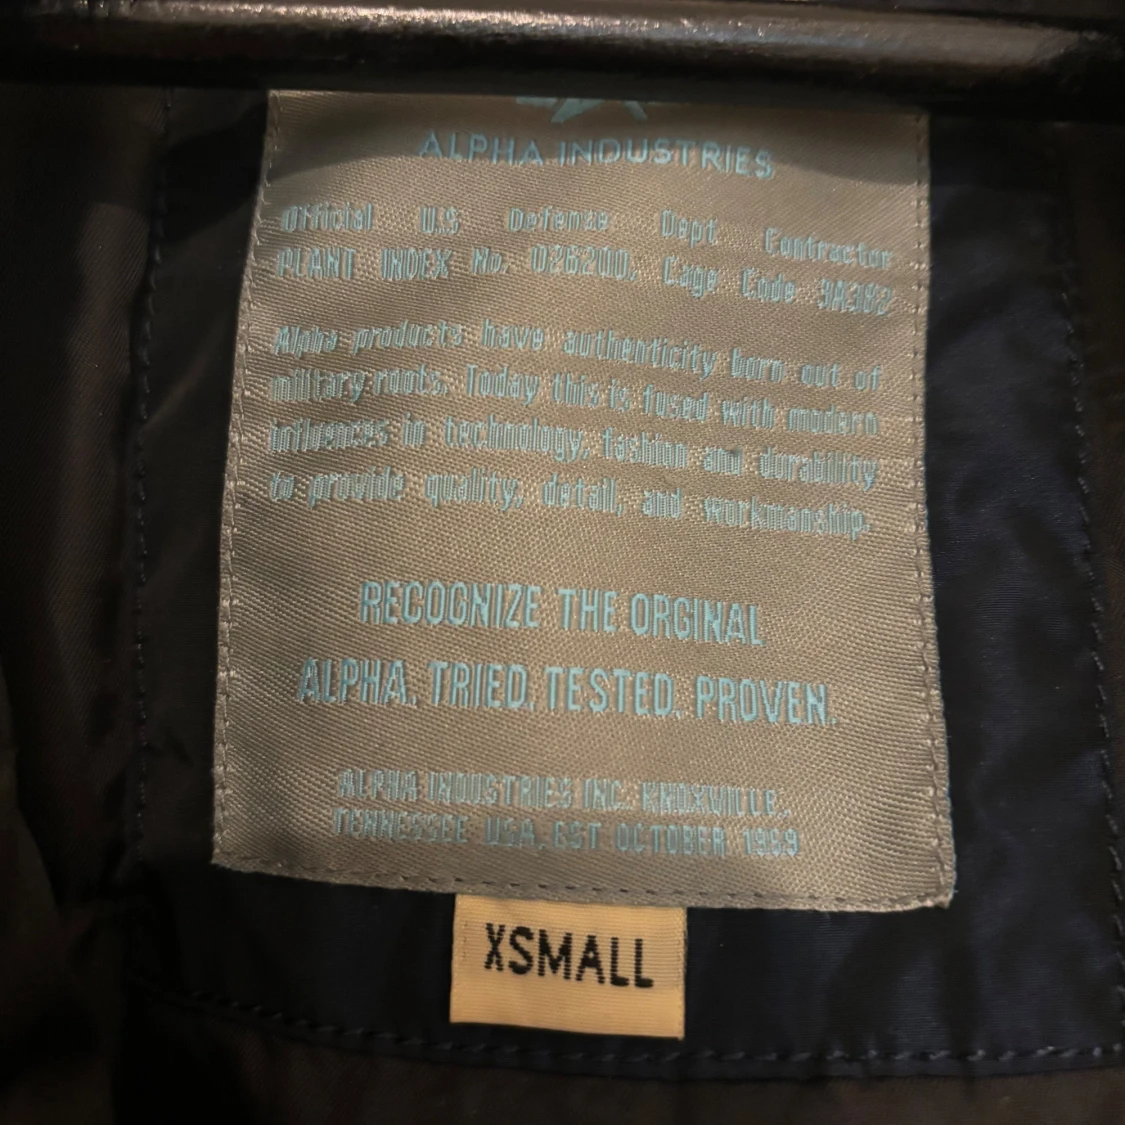 ALPHA INDUSTRIES
Official U.S Defense Dept Contractor
PLANT INDEX No. 026200, Cage Code
Alpha products have authenticity born out of
military roots. Today this is fused with modern
influences in technology, fashion and durability
to provide quality, detail, and workmanship.
RECOGNIZE THE ORGINAL
ALPHA. TRIED. TESTED. PROVEN.
ALPHA INDUSTRIES INC. KNOXVILLE,
TENNESSEE USA. EST OCTOBER
XSMALL